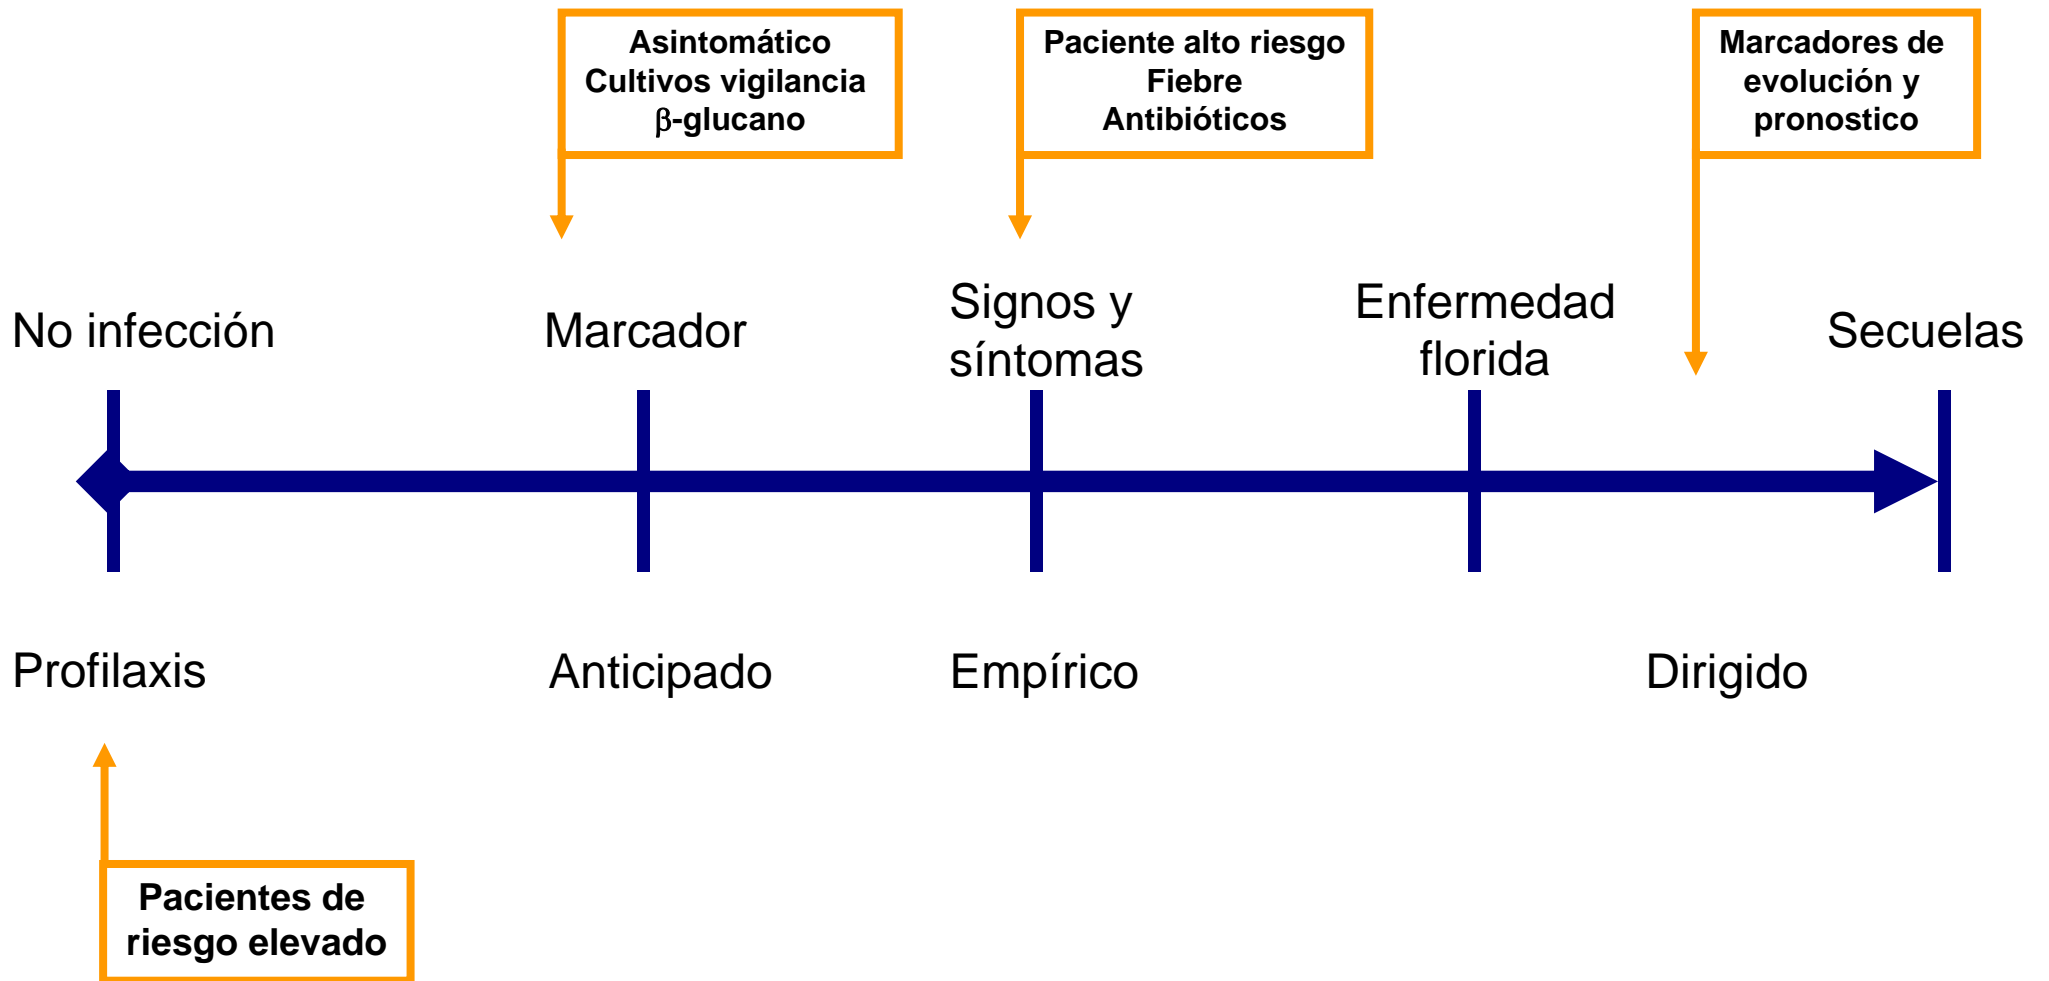 Asintomático
Cultivos vigilancia
β-glucano
Paciente alto riesgo
Fiebre
Antibióticos
Marcadores de
evolución y
pronostico
No infección
Marcador
Signos y
síntomas
Enfermedad
florida
Secuelas
Profilaxis
Anticipado
Empírico
Dirigido
Pacientes de
riesgo elevado